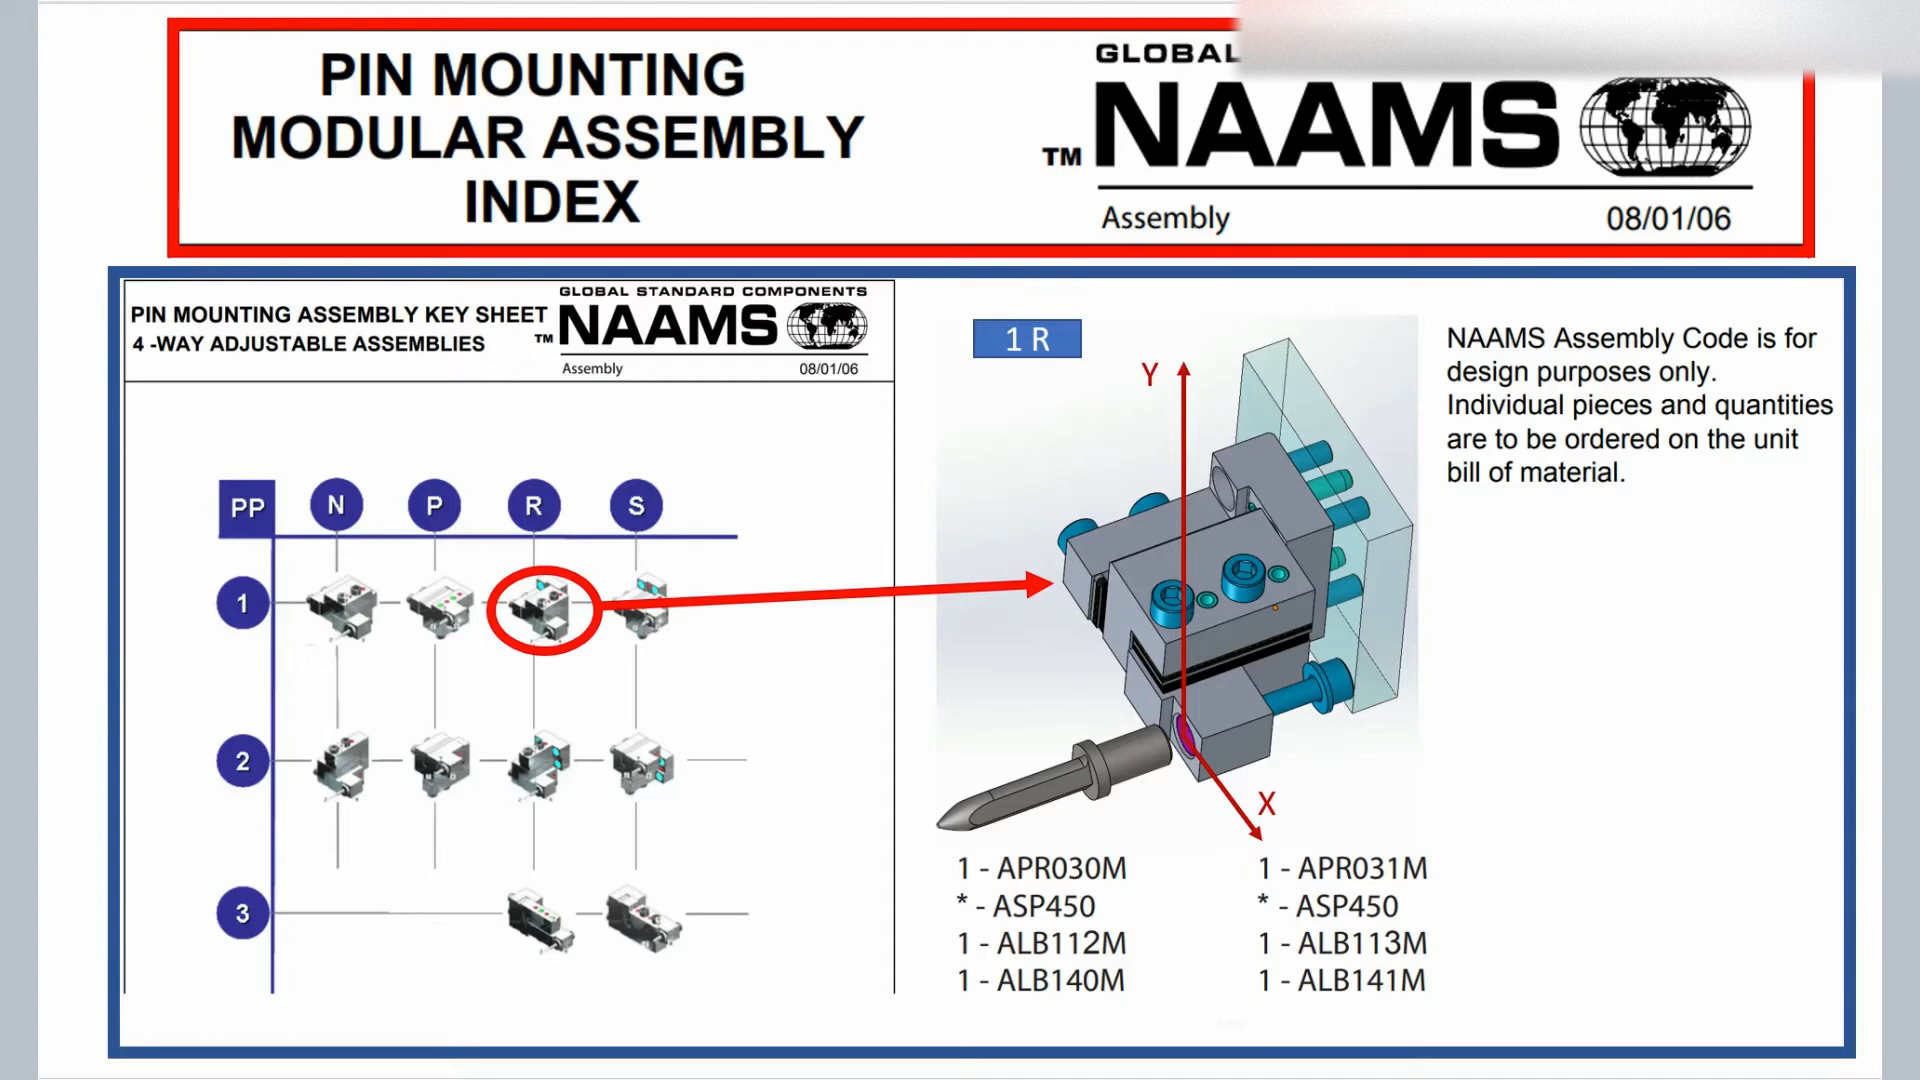 PIN MOUNTING
MODULAR ASSEMBLY
INDEX
GLOBAL
™ NAAMS
Assembly 08/01/06
PIN MOUNTING ASSEMBLY KEY SHEET
4 -WAY ADJUSTABLE ASSEMBLIES
GLOBAL STANDARD COMPONENTS
™ NAAMS
Assembly 08/01/06
PP N P R S
1
2
3
1 R
Y
X
NAAMS Assembly Code is for
design purposes only.
Individual pieces and quantities
are to be ordered on the unit
bill of material.
1 - APR030M
* - ASP450
1 - ALB112M
1 - ALB140M
1 - APR031M
* - ASP450
1 - ALB113M
1 - ALB141M